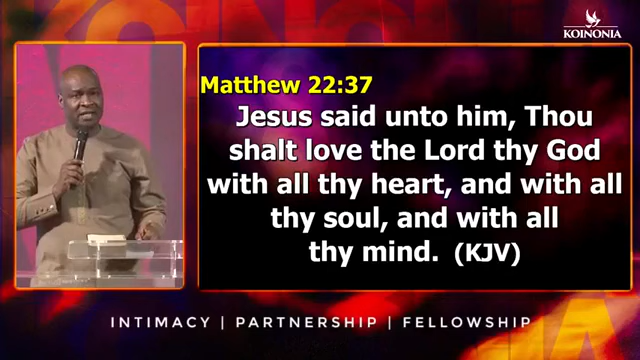 KOINONIA
Matthew 22:37
Jesus said unto him, Thou
shalt love the Lord thy God
with all thy heart, and with all
thy soul, and with all
thy mind. (KJV)
INTIMACY | PARTNERSHIP | FELLOWSHIP